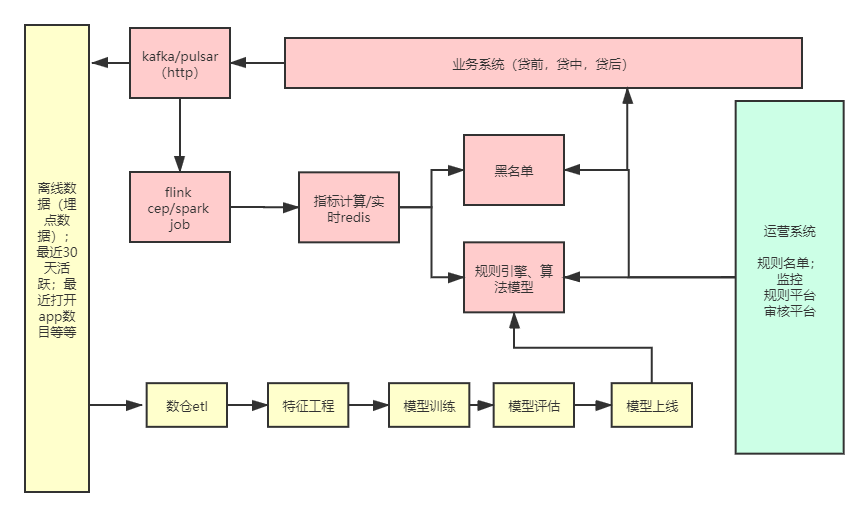 kafka/pulsar
（http）
业务系统（贷前，贷中，贷后）
离线数
据（埋
点数
据）；
最近30
天活
跃；最
近打开
app数
目等等
flink
cep/spark
job
指标计算/实
时redis
黑名单
规则引擎、算
法模型
运营系统
规则名单；
监控
规则平台
审核平台
数仓etl
特征工程
模型训练
模型评估
模型上线